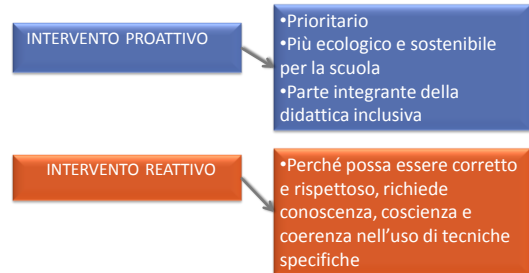 INTERVENTO PROATTIVO
•Prioritario
•Più ecologico e sostenibile
per la scuola
•Parte integrante della
didattica inclusiva
INTERVENTO REATTIVO
•Perché possa essere corretto
e rispettoso, richiede
conoscenza, coscienza e
coerenza nell'uso di tecniche
specifiche